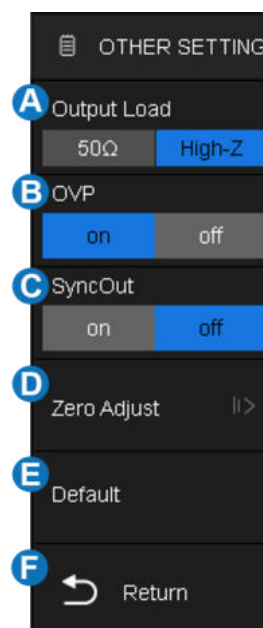 OTHER SETTING
A
Output Load
50Ω High-Z
B
OVP
on off
C
SyncOut
on off
D
Zero Adjust
E
Default
F
Return